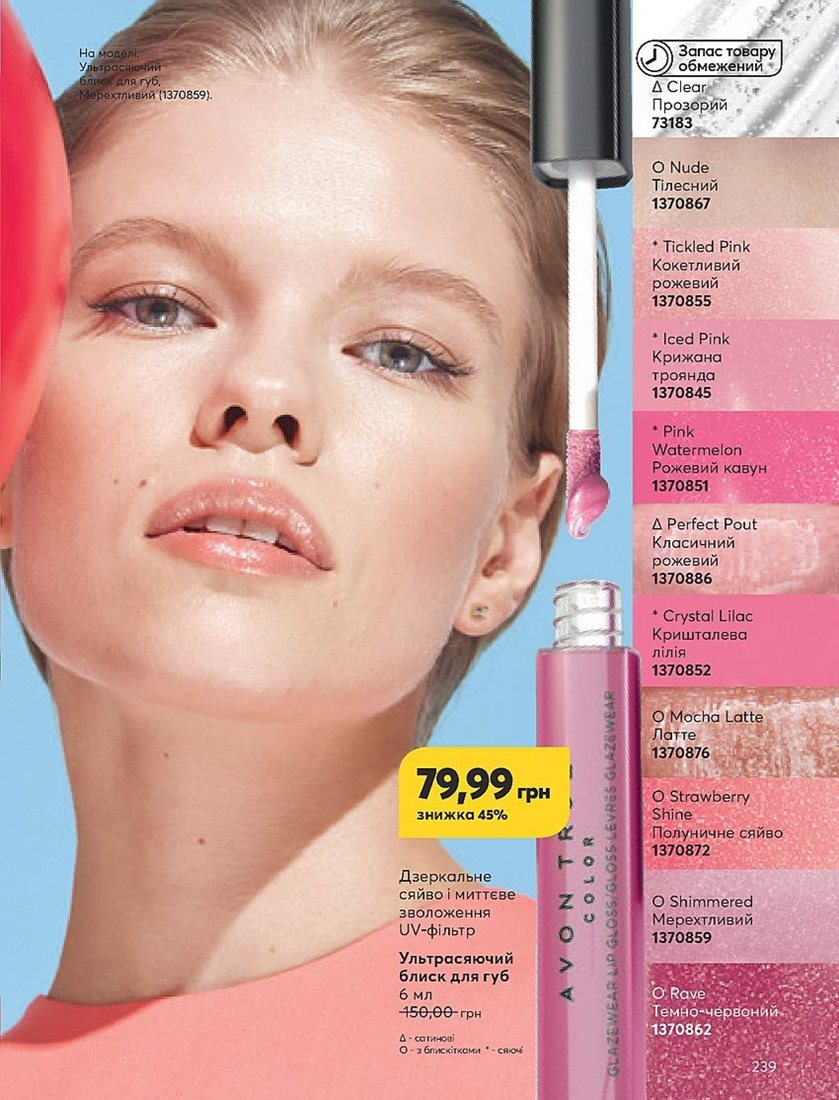 На моделі:
Ультрасяючий
блиск для губ,
Мерехтливий (1370859).
Запас товару
обмежений
Δ Clear
Прозорий
73183
O Nude
Тілесний
1370867
* Tickled Pink
Кокетливий
рожевий
1370855
* Iced Pink
Крижана
троянда
1370845
* Pink
Watermelon
Рожевий кавун
1370851
Δ Perfect Pout
Класичний
рожевий
1370886
* Crystal Lilac
Кришталева
лілія
1370852
O Mocha Latte
Латте
1370876
O Strawberry
Shine
Полуничне сяйво
1370872
O Shimmered
Мерехтливий
1370859
O Rave
Темно-червоний
1370862
79,99 грн
знижка 45%
Дзеркальне
сяйво і миттєве
зволоження
UV-фільтр
Ультрасяючий
блиск для губ
6 мл
150,00 грн
Δ - сатинові
O - з блискітками * - сяючі
AVON
COLOR
GLAZEWEAR LIP GLOSS/GLOSS LÈVRES GLAZEWEAR
239